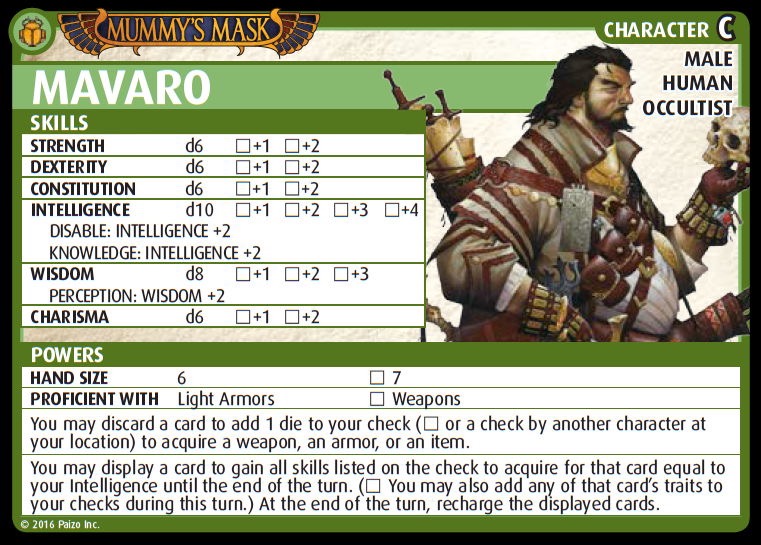 MUMMY'S MASK
CHARACTER C
MALE
HUMAN
OCCULTIST
MAVARO
SKILLS
STRENGTH d6 □+1 □+2
DEXTERITY d6 □+1 □+2
CONSTITUTION d6 □+1 □+2
INTELLIGENCE d10 □+1 □+2 □+3 □+4
DISABLE: INTELLIGENCE +2
KNOWLEDGE: INTELLIGENCE +2
WISDOM d8 □+1 □+2 □+3
PERCEPTION: WISDOM +2
CHARISMA d6 □+1 □+2
POWERS
HAND SIZE 6 □ 7
PROFICIENT WITH Light Armors □ Weapons
You may discard a card to add 1 die to your check (□ or a check by another character at
your location) to acquire a weapon, an armor, or an item.
You may display a card to gain all skills listed on the check to acquire for that card equal to
your Intelligence until the end of the turn. (□ You may also add any of that card's traits to
your checks during this turn.) At the end of the turn, recharge the displayed cards.
© 2016 Paizo Inc.